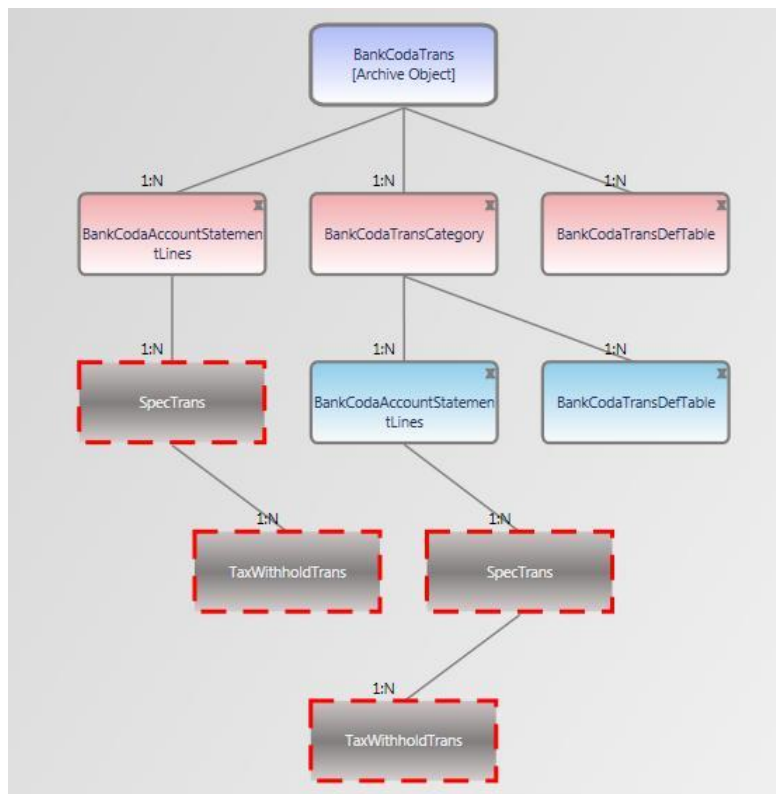 BankCodaTrans
[Archive Object]
1:N
1:N
1:N
x
x
x
BankCodaAccountStatemen
tLines
BankCodaTransCategory
BankCodaTransDefTable
1:N
1:N
1:N
x
x
SpecTrans
BankCodaAccountStatemen
tLines
BankCodaTransDefTable
1:N
1:N
TaxWithholdTrans
SpecTrans
1:N
TaxWithholdTrans